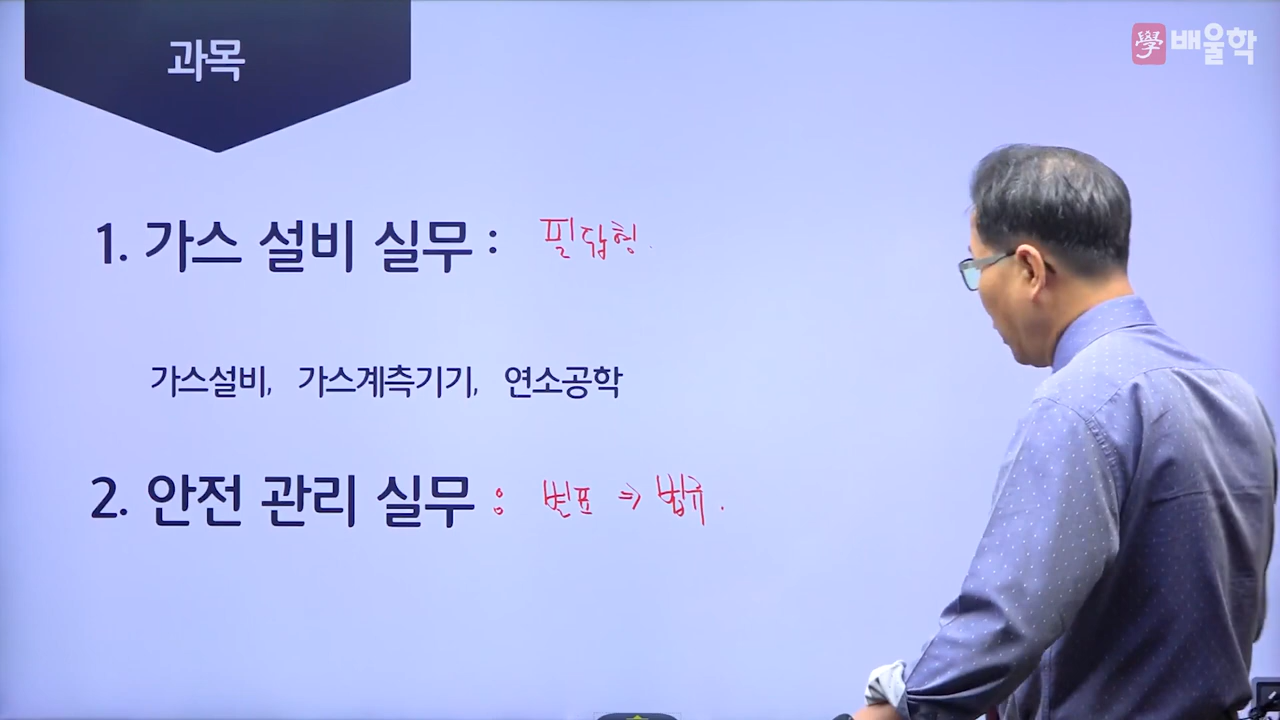 과목
學 배울학
1. 가스 설비 실무 : 필답형.
가스설비, 가스계측기기, 연소공학
2. 안전 관리 실무 : ⇒ 법규.